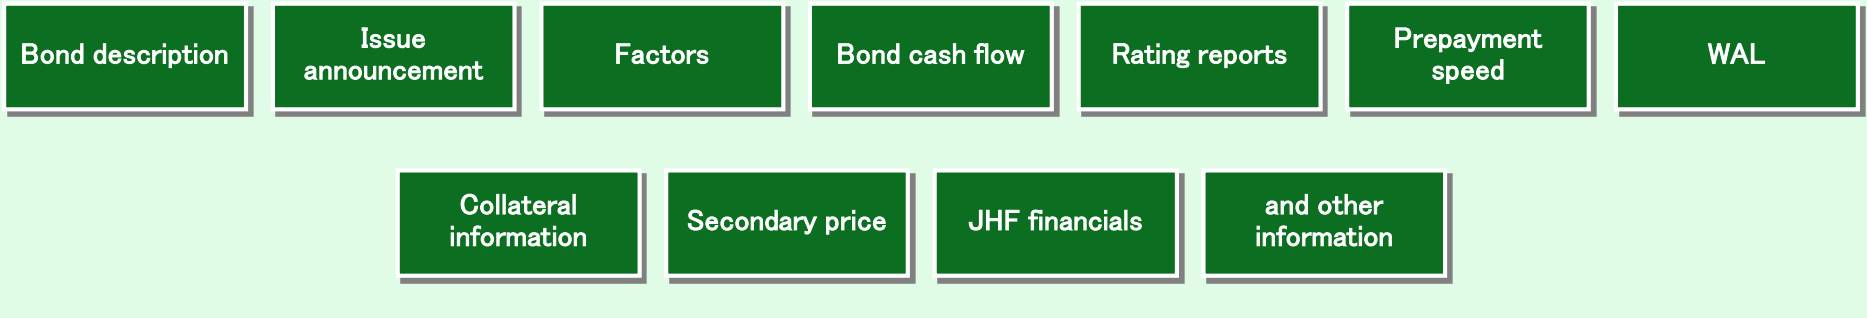 Bond description
Issue
announcement
Factors
Bond cash flow
Rating reports
Prepayment
speed
WAL
Collateral
information
Secondary price
JHF financials
and other
information